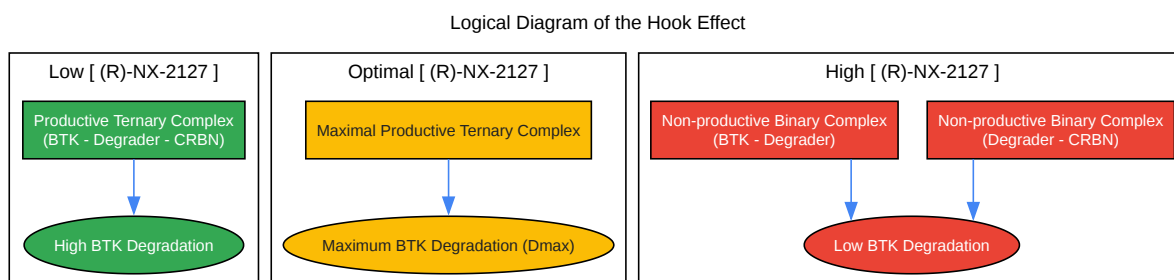 Logical Diagram of the Hook Effect
Low [ (R)-NX-2127 ]
Productive Ternary Complex
(BTK - Degrader - CRBN)
High BTK Degradation
Optimal [ (R)-NX-2127 ]
Maximal Productive Ternary Complex
Maximum BTK Degradation (Dmax)
High [ (R)-NX-2127 ]
Non-productive Binary Complex
(BTK - Degrader)
Non-productive Binary Complex
(Degrader - CRBN)
Low BTK Degradation